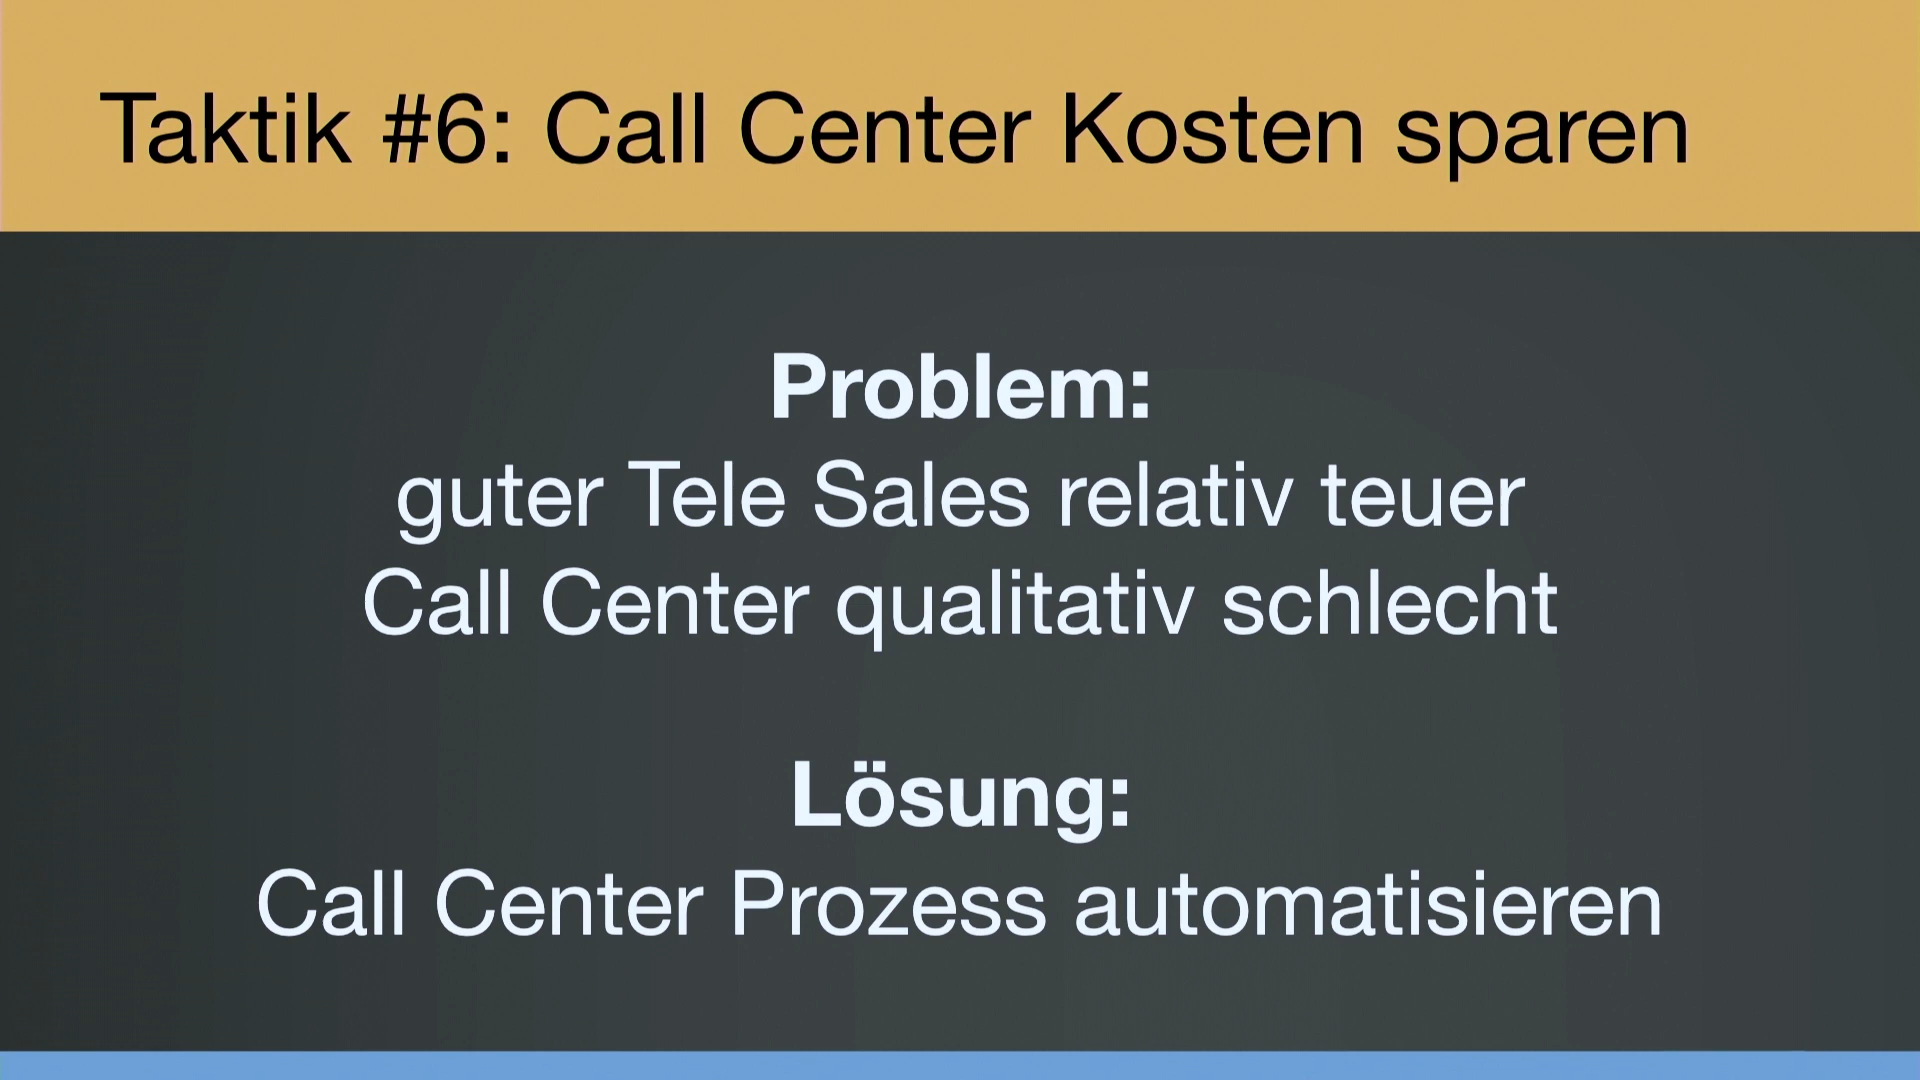 Taktik #6: Call Center Kosten sparen
Problem:
guter Tele Sales relativ teuer
Call Center qualitativ schlecht
Lösung:
Call Center Prozess automatisieren